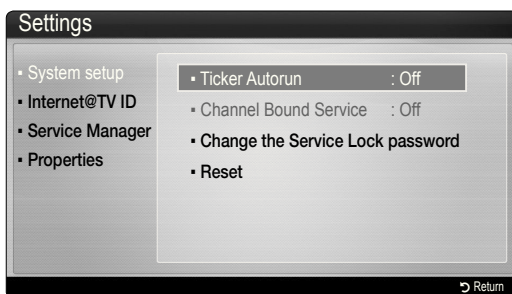 Settings
▪ System setup
▪ Internet@TV ID
▪ Service Manager
▪ Properties
▪ Ticker Autorun : Off
▪ Channel Bound Service : Off
▪ Change the Service Lock password
▪ Reset
Return